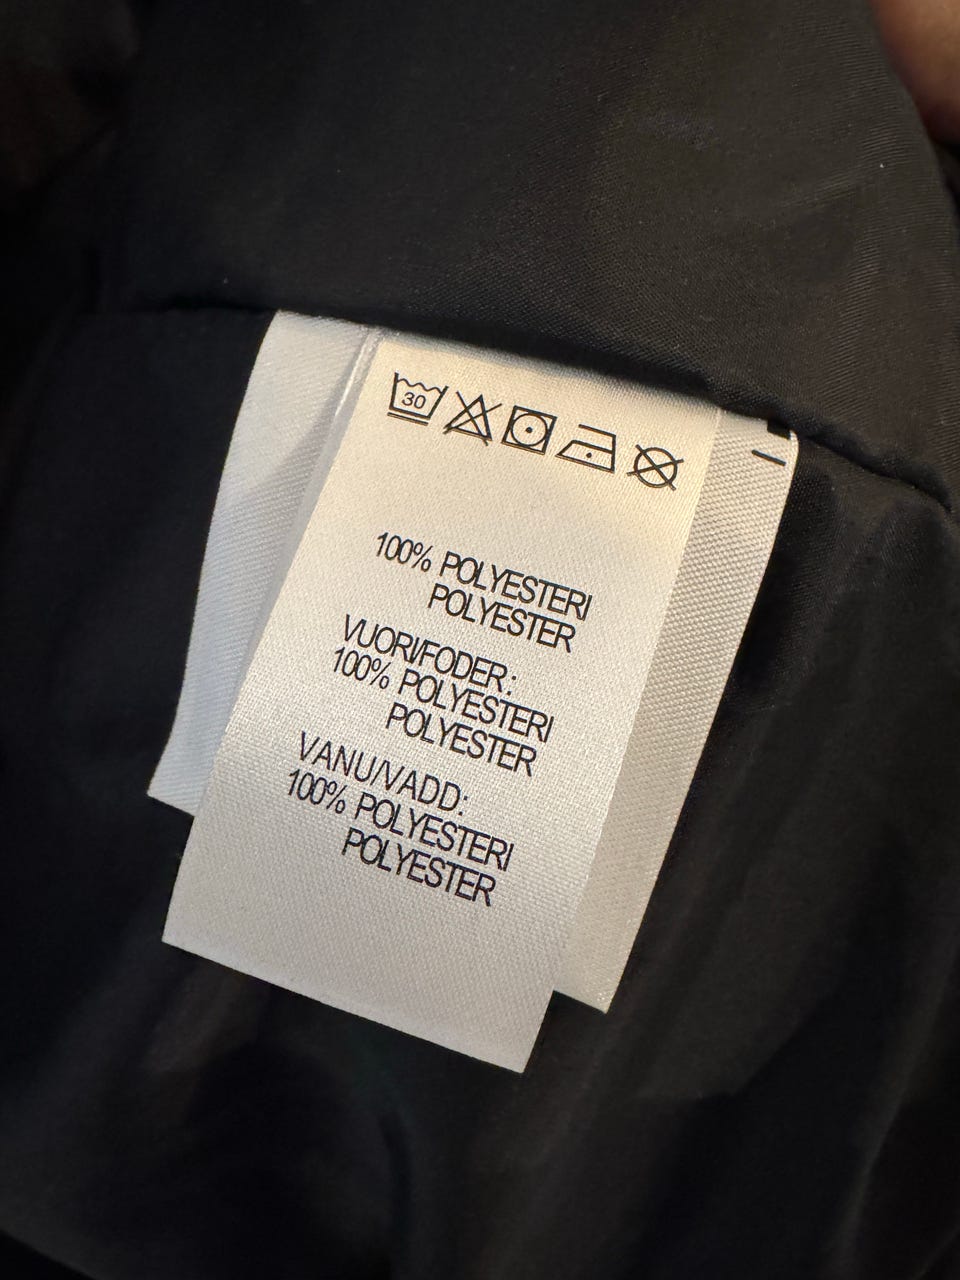 30
100% POLYESTERI
POLYESTER
VUORI/FODER:
100% POLYESTERI
POLYESTER
VANU/VADD:
100% POLYESTERI
POLYESTER